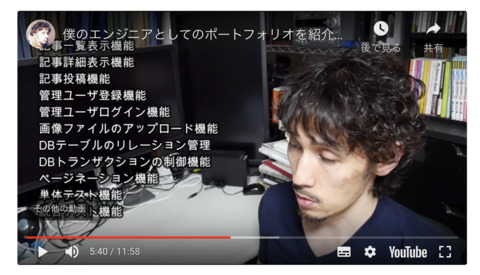 僕のエンジニアとしてのポートフォリオを紹介...
後で見る
共有
記事一覧表示機能
記事詳細表示機能
記事投稿機能
管理ユーザ登録機能
管理ユーザログイン機能
画像ファイルのアップロード機能
DBテーブルのリレーション管理
DBトランザクションの制御機能
ページネーション機能
単体テスト機能
その他の動画
ト機能
5:40 / 11:58
YouTube